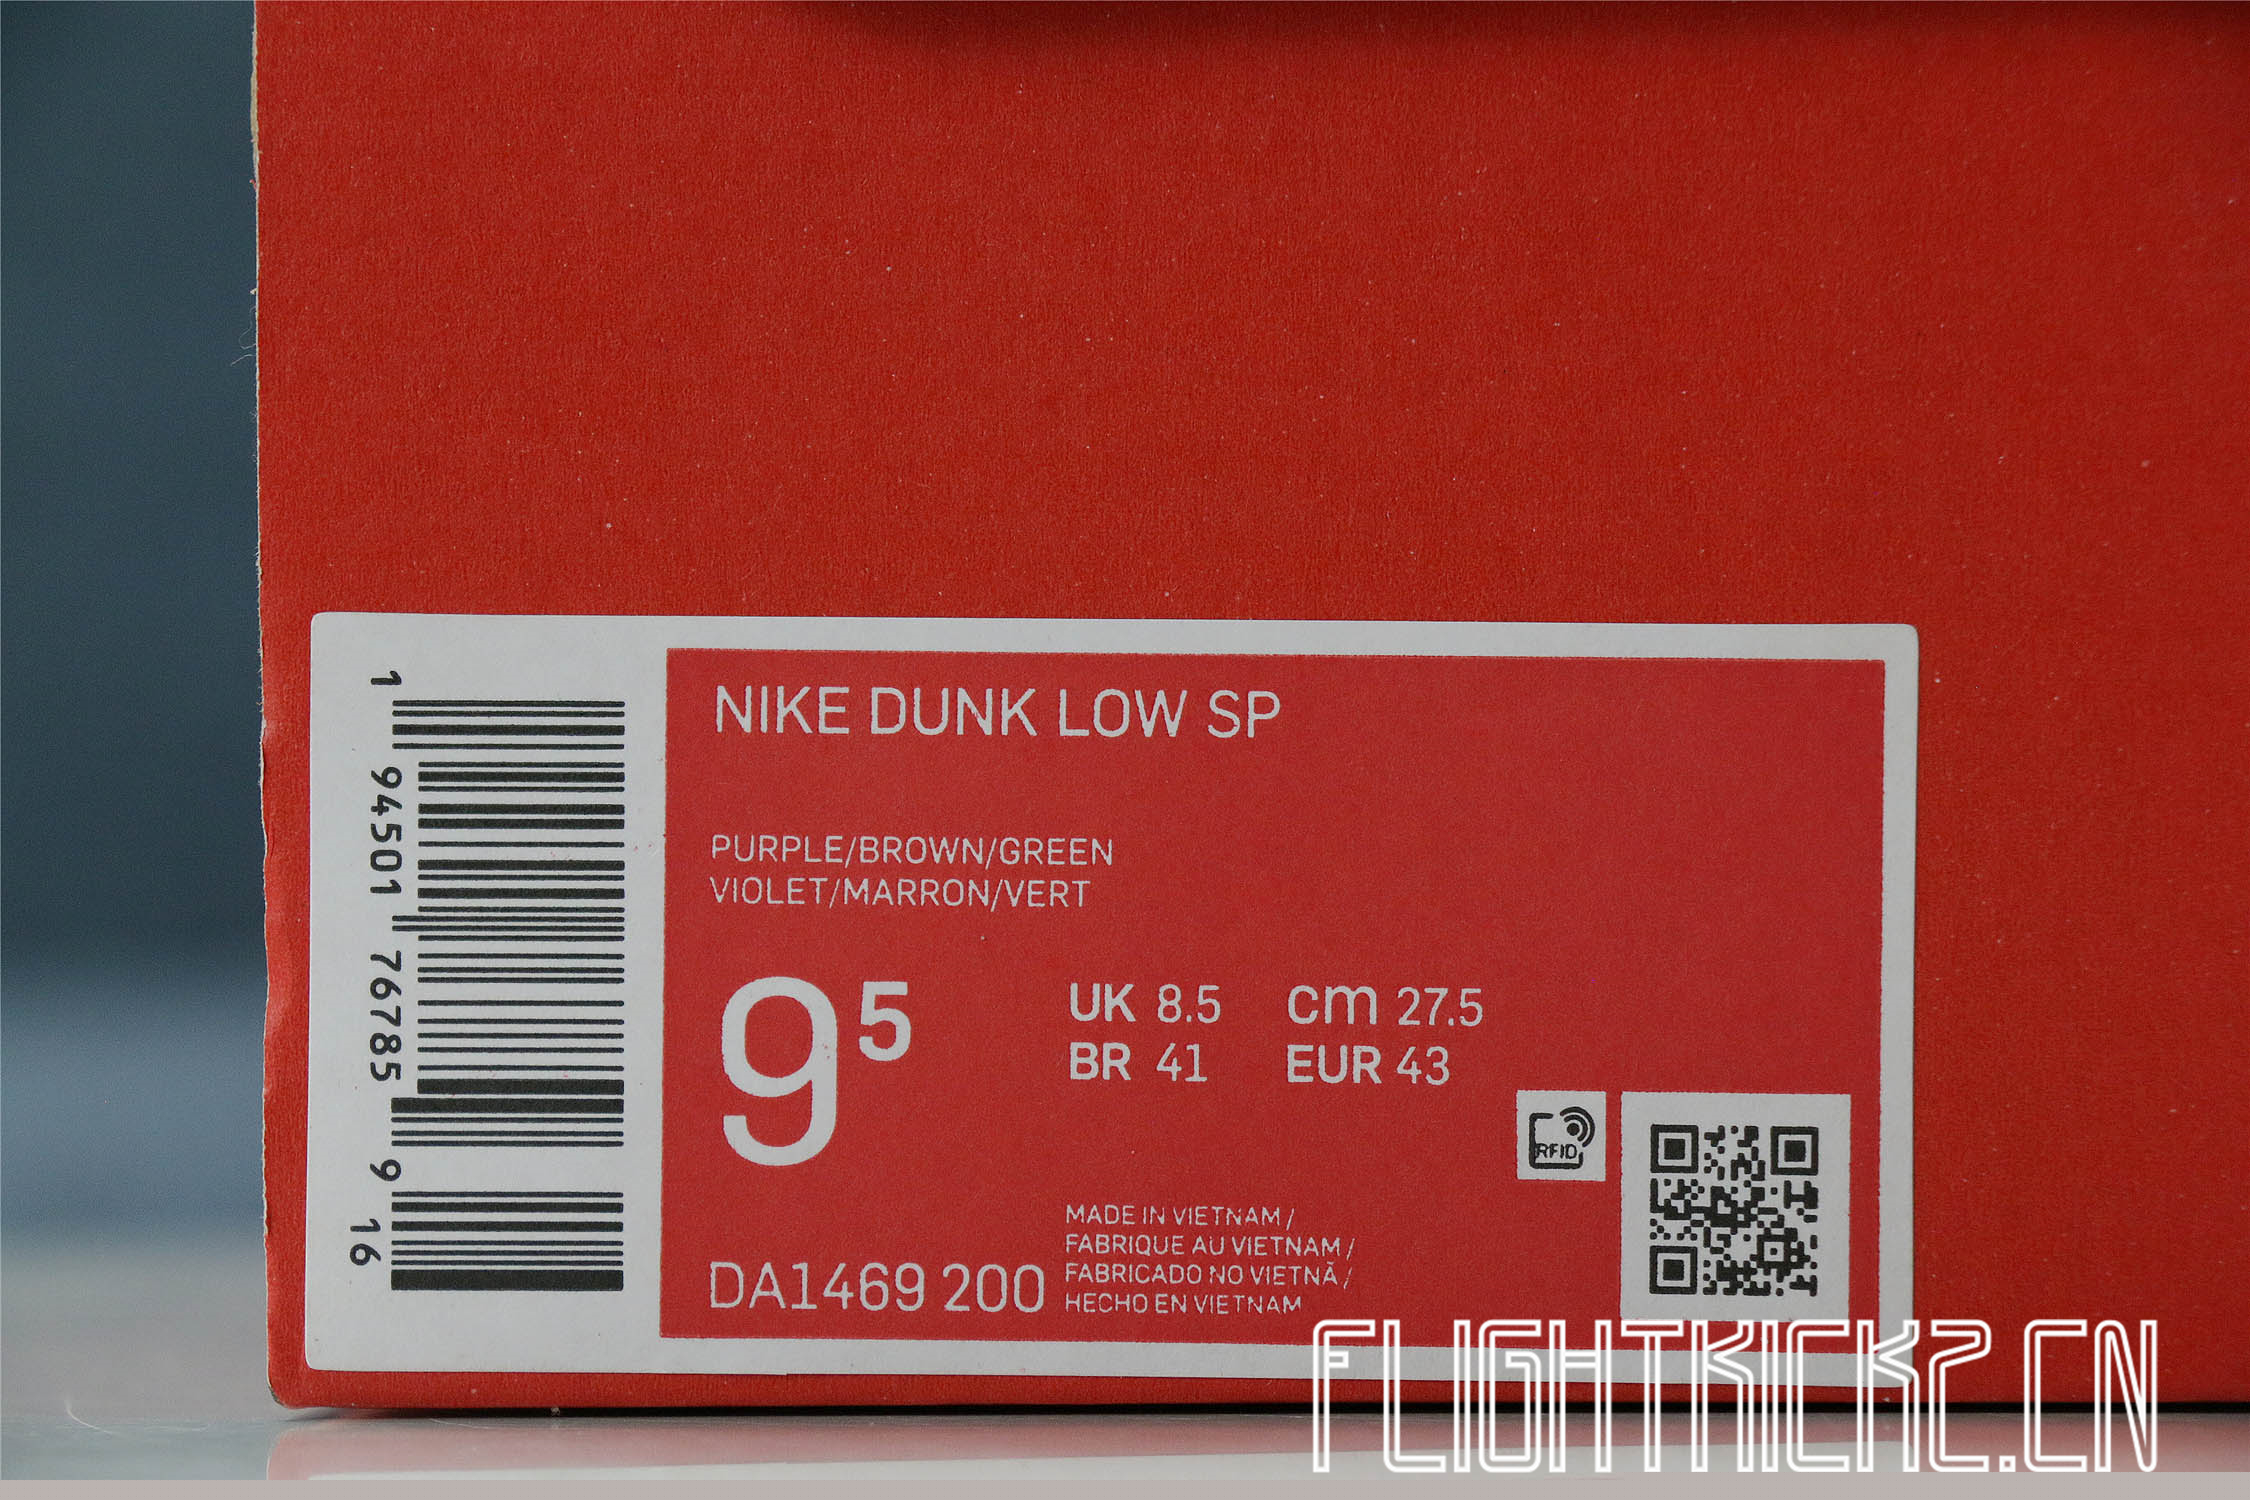 1 94501 76785 9 16
NIKE DUNK LOW SP
PURPLE/BROWN/GREEN
VIOLET/MARRON/VERT
9 5
UK 8.5 cm 27.5
BR 41 EUR 43
RFID
MADE IN VIETNAM /
FABRIQUE AU VIETNAM /
FABRICADO NO VIETNÃ /
HECHO EN VIETNAM
DA1469 200
FLIGHTKICKZ.CN